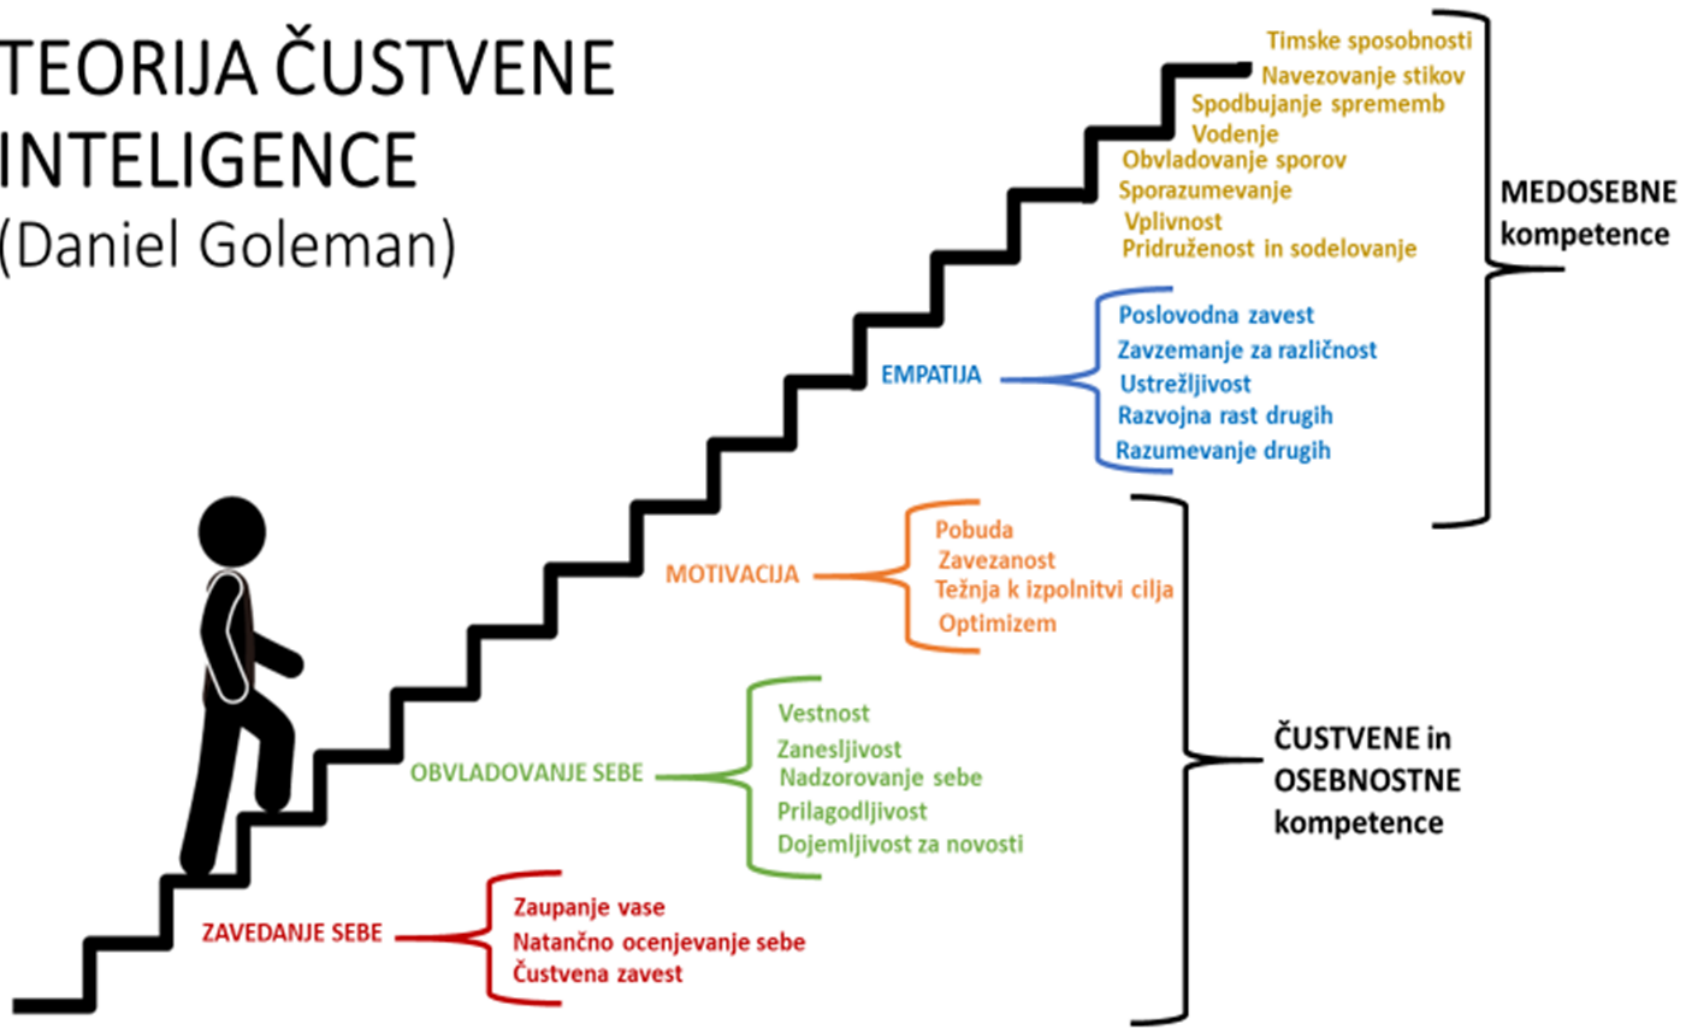 TEORIJA ČUSTVENE
INTELIGENCE
(Daniel Goleman)
Timske sposobnosti
Navezovanje stikov
Spodbujanje sprememb
Vodenje
Obvladovanje sporov
Sporazumevanje
Vplivnost
Pridruženost in sodelovanje
MEDOSEBNE
kompetence
EMPATIJA
Poslovodna zavest
Zavzemanje za različnost
Ustrežljivost
Razvojna rast drugih
Razumevanje drugih
MOTIVACIJA
Pobuda
Zavezanost
Težnja k izpolnitvi cilja
Optimizem
OBVLADOVANJE SEBE
Vestnost
Zanesljivost
Nadzorovanje sebe
Prilagodljivost
Dojemljivost za novosti
ČUSTVENE in
OSEBNOSTNE
kompetence
ZAVEDANJE SEBE
Zaupanje vase
Natančno ocenjevanje sebe
Čustvena zavest